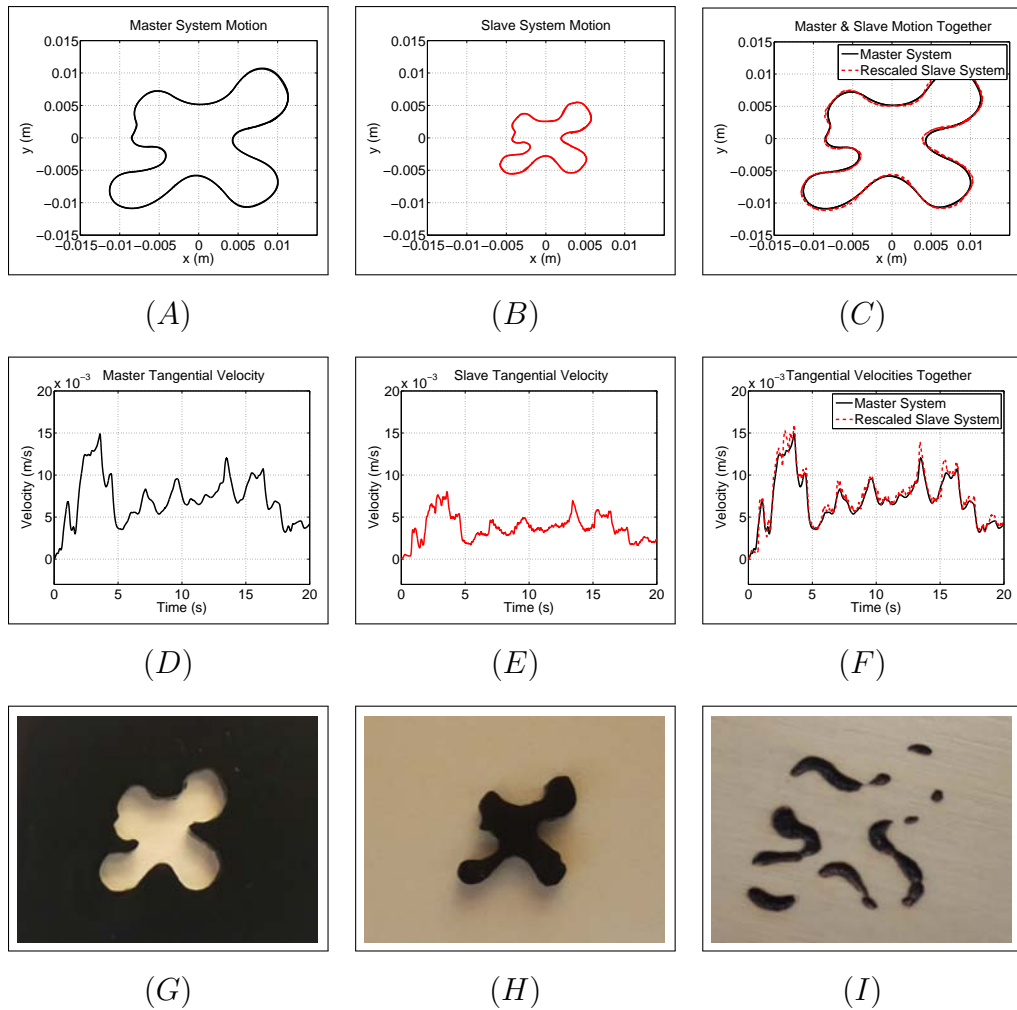 Master System Motion
0.015
0.01
0.005
0
−0.005
−0.01
−0.015
y (m)
−0.015 −0.01 −0.005 0 0.005 0.01
x (m)
(A)
Slave System Motion
0.015
0.01
0.005
0
−0.005
−0.01
−0.015
y (m)
−0.015 −0.01 −0.005 0 0.005 0.01
x (m)
(B)
Master & Slave Motion Together
Master System
Rescaled Slave System
0.015
0.01
0.005
0
−0.005
−0.01
−0.015
y (m)
−0.015 −0.01 −0.005 0 0.005 0.01
x (m)
(C)
Master Tangential Velocity
x 10⁻³
20
15
10
5
0
Velocity (m/s)
0 5 10 15 20
Time (s)
(D)
Slave Tangential Velocity
x 10⁻³
20
15
10
5
0
Velocity (m/s)
0 5 10 15 20
Time (s)
(E)
Tangential Velocities Together
x 10⁻³
Master System
Rescaled Slave System
20
15
10
5
0
Velocity (m/s)
0 5 10 15 20
Time (s)
(F)
(G)
(H)
(I)